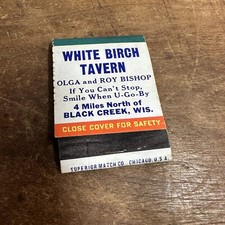 WHITE BIRCH
TAVERN
OLGA and ROY BISHOP
If You Can't Stop,
Smile When U-Go-By
4 Miles North of
BLACK CREEK, WIS.
CLOSE COVER FOR SAFETY
SUPERIOR MATCH CO. CHICAGO, U.S.A.